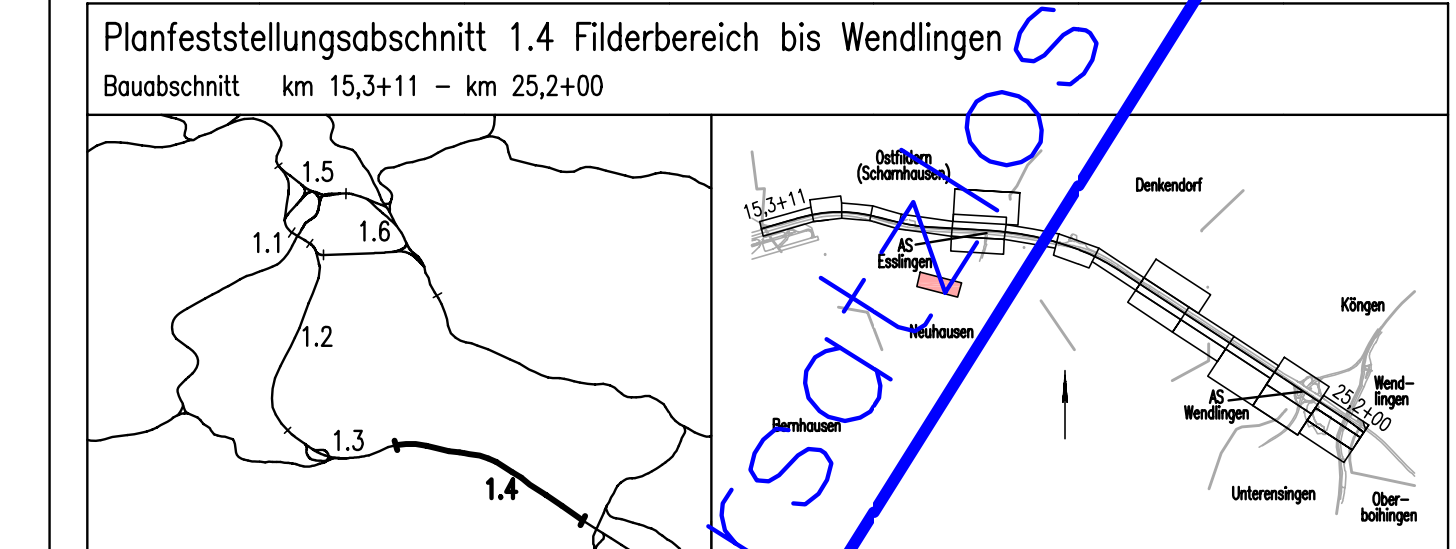 Planfeststellungsabschnitt 1.4 Filderbereich bis Wendlingen
Bauabschnitt km 15,3+11 – km 25,2+00
1.5
1.6
1.1
1.2
1.3
1.4
Ostfildern
(Scharnhausen)
Denkendorf
15,3+11
AS
Esslingen
Neuhausen
Köngen
Wend-
lingen
AS
Wendlingen
25,2+00
Bernhausen
Unterensingen
Ober-
boihingen